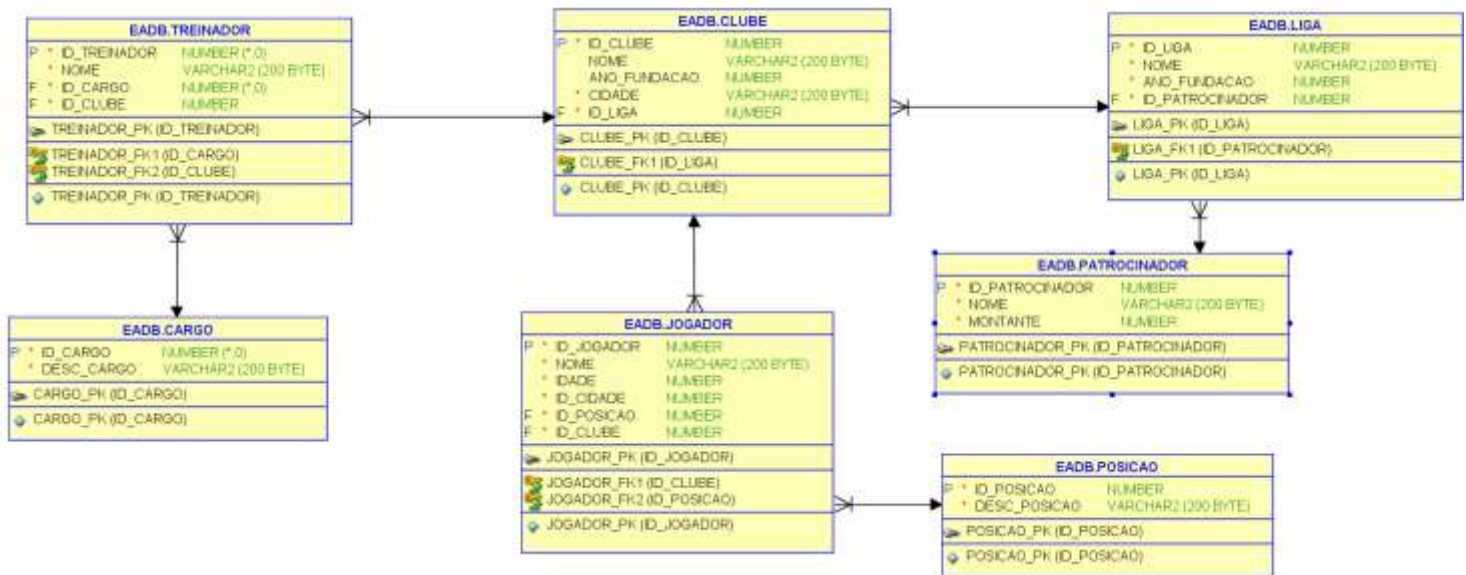 EADB.TREINADOR
P * ID_TREINADOR NUMBER (*,0)
* NOME VARCHAR2 (200 BYTE)
F * ID_CARGO NUMBER (*,0)
F * ID_CLUBE NUMBER
TREINADOR_PK (ID_TREINADOR)
TREINADOR_FK1 (ID_CARGO)
TREINADOR_FK2 (ID_CLUBE)
TREINADOR_PK (ID_TREINADOR)
EADB.CLUBE
P * ID_CLUBE NUMBER
NOME VARCHAR2 (200 BYTE)
ANO_FUNDACAO NUMBER
* CIDADE VARCHAR2 (200 BYTE)
F * ID_LIGA NUMBER
CLUBE_PK (ID_CLUBE)
CLUBE_FK1 (ID_LIGA)
CLUBE_PK (ID_CLUBE)
EADB.LIGA
P * ID_LIGA NUMBER
* NOME VARCHAR2 (200 BYTE)
* ANO_FUNDACAO NUMBER
F * ID_PATROCINADOR NUMBER
LIGA_PK (ID_LIGA)
LIGA_FK1 (ID_PATROCINADOR)
LIGA_PK (ID_LIGA)
EADB.CARGO
P * ID_CARGO NUMBER (*,0)
* DESC_CARGO VARCHAR2 (200 BYTE)
CARGO_PK (ID_CARGO)
CARGO_PK (ID_CARGO)
EADB.JOGADOR
P * ID_JOGADOR NUMBER
* NOME VARCHAR2 (200 BYTE)
* IDADE NUMBER
* ID_CIDADE NUMBER
F * ID_POSICAO NUMBER
F * ID_CLUBE NUMBER
JOGADOR_PK (ID_JOGADOR)
JOGADOR_FK1 (ID_CLUBE)
JOGADOR_FK2 (ID_POSICAO)
JOGADOR_PK (ID_JOGADOR)
EADB.PATROCINADOR
P * ID_PATROCINADOR NUMBER
* NOME VARCHAR2 (200 BYTE)
* MONTANTE NUMBER
PATROCINADOR_PK (ID_PATROCINADOR)
PATROCINADOR_PK (ID_PATROCINADOR)
EADB.POSICAO
P * ID_POSICAO NUMBER
* DESC_POSICAO VARCHAR2 (200 BYTE)
POSICAO_PK (ID_POSICAO)
POSICAO_PK (ID_POSICAO)